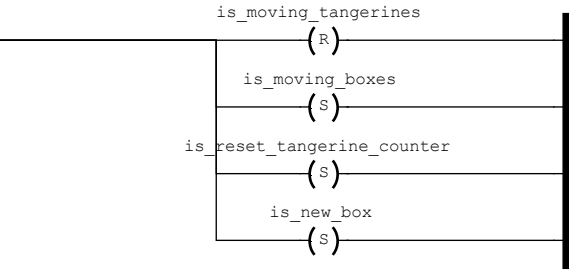 is_moving_tangerines
R
is_moving_boxes
S
is_reset_tangerine_counter
S
is_new_box
S